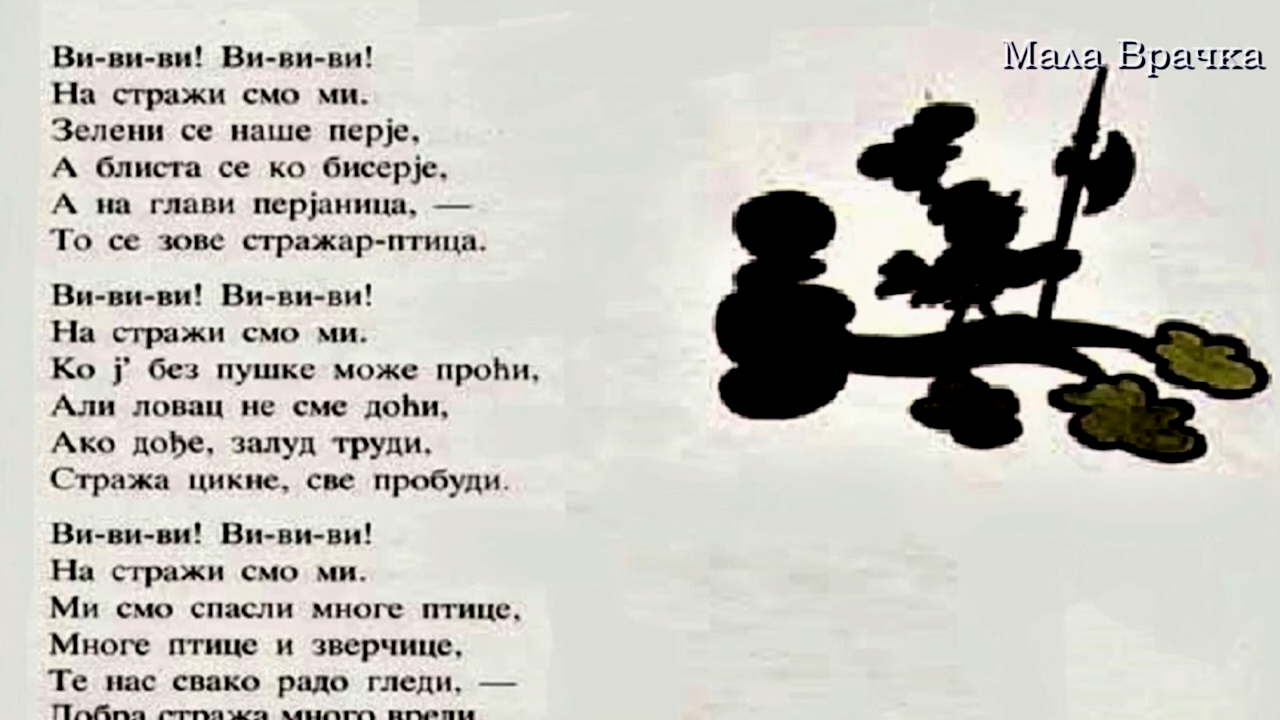 Ви-ви-ви! Ви-ви-ви!
На стражи смо ми.
Зелени се наше перје,
А блиста се ко бисерје,
А на глави перјаница, —
То се зове стражар-птица.
Ви-ви-ви! Ви-ви-ви!
На стражи смо ми.
Ко ј’ без пушке може проћи,
Али ловац не сме доћи,
Ако дође, залуд труди,
Стража цикне, све пробуди.
Ви-ви-ви! Ви-ви-ви!
На стражи смо ми.
Ми смо спасли многе птице,
Многе птице и зверчице,
Те нас свако радо гледи, —
Добра стража много вреди.
Мала Врачка